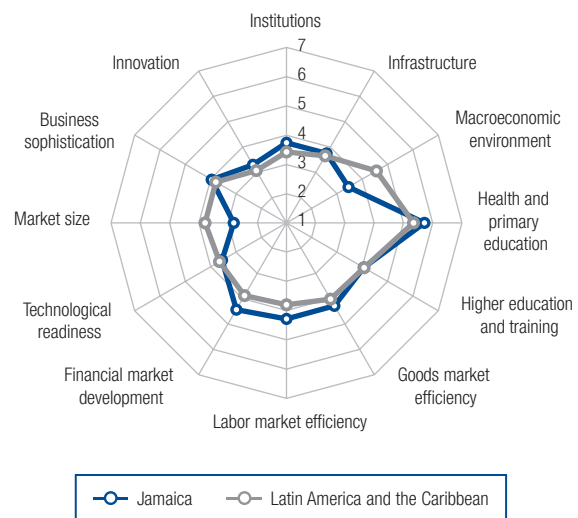 Institutions
Infrastructure
Macroeconomic
environment
Health and
primary
education
Higher education
and training
Goods market
efficiency
Labor market efficiency
Financial market
development
Technological
readiness
Market size
Business
sophistication
Innovation
7
6
5
4
3
2
1
Jamaica
Latin America and the Caribbean